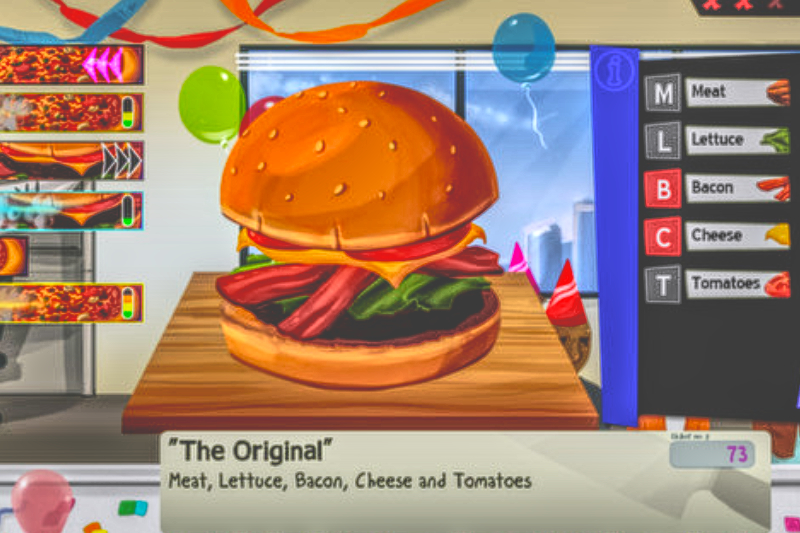 M Meat
L Lettuce
B Bacon
C Cheese
T Tomatoes
"The Original"
73
Meat, Lettuce, Bacon, Cheese and Tomatoes